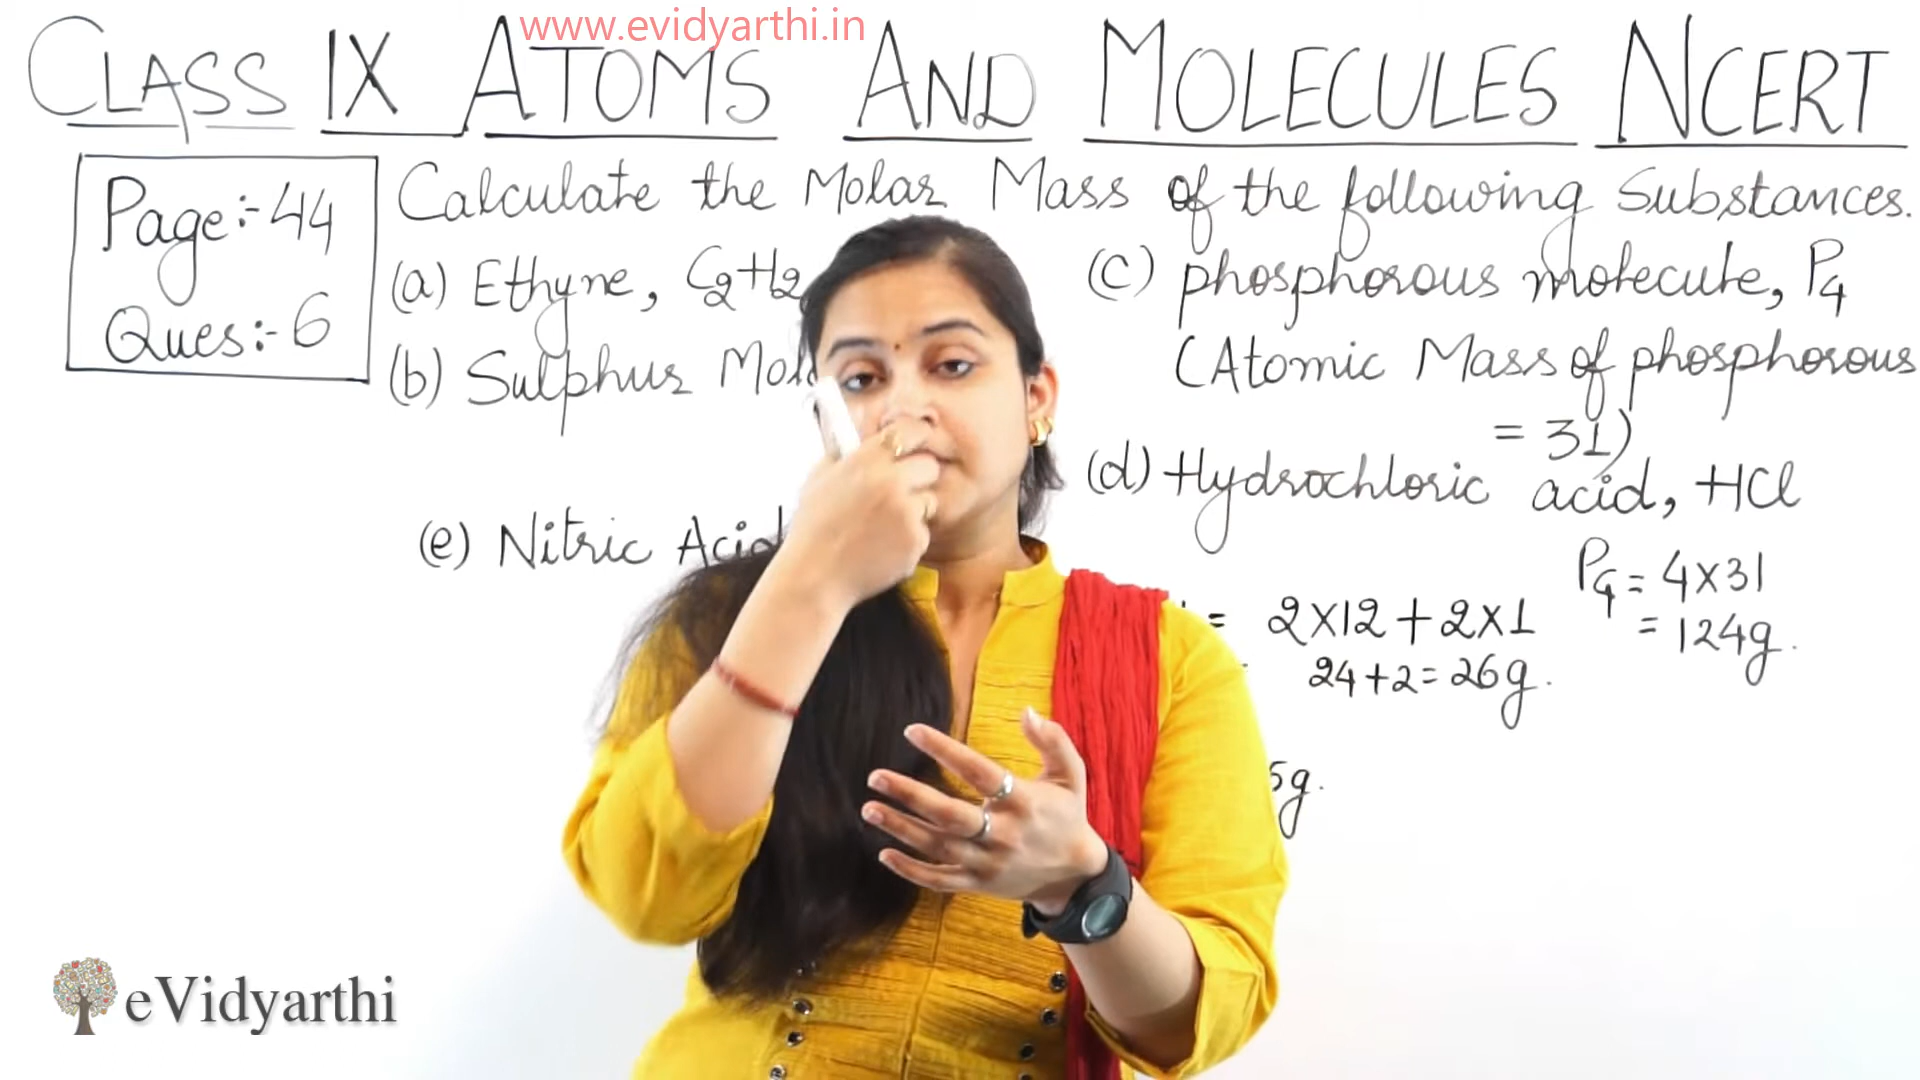 www.evidyarthi.in
CLASS IX ATOMS AND MOLECULES NCERT
Page:- 44
Ques:- 6
Calculate the Molar Mass of the following Substances.
(a) Ethyne, C2H2
(b) Sulphur
(e) Nitric Acid
(c) phosphorous molecule, P4
(Atomic Mass of phosphorous
= 31)
(d) Hydrochloric acid, HCl
P4 = 4x31
= 124g.
= 2x12 + 2x1
24+2=26g.
5g.
eVidyarthi